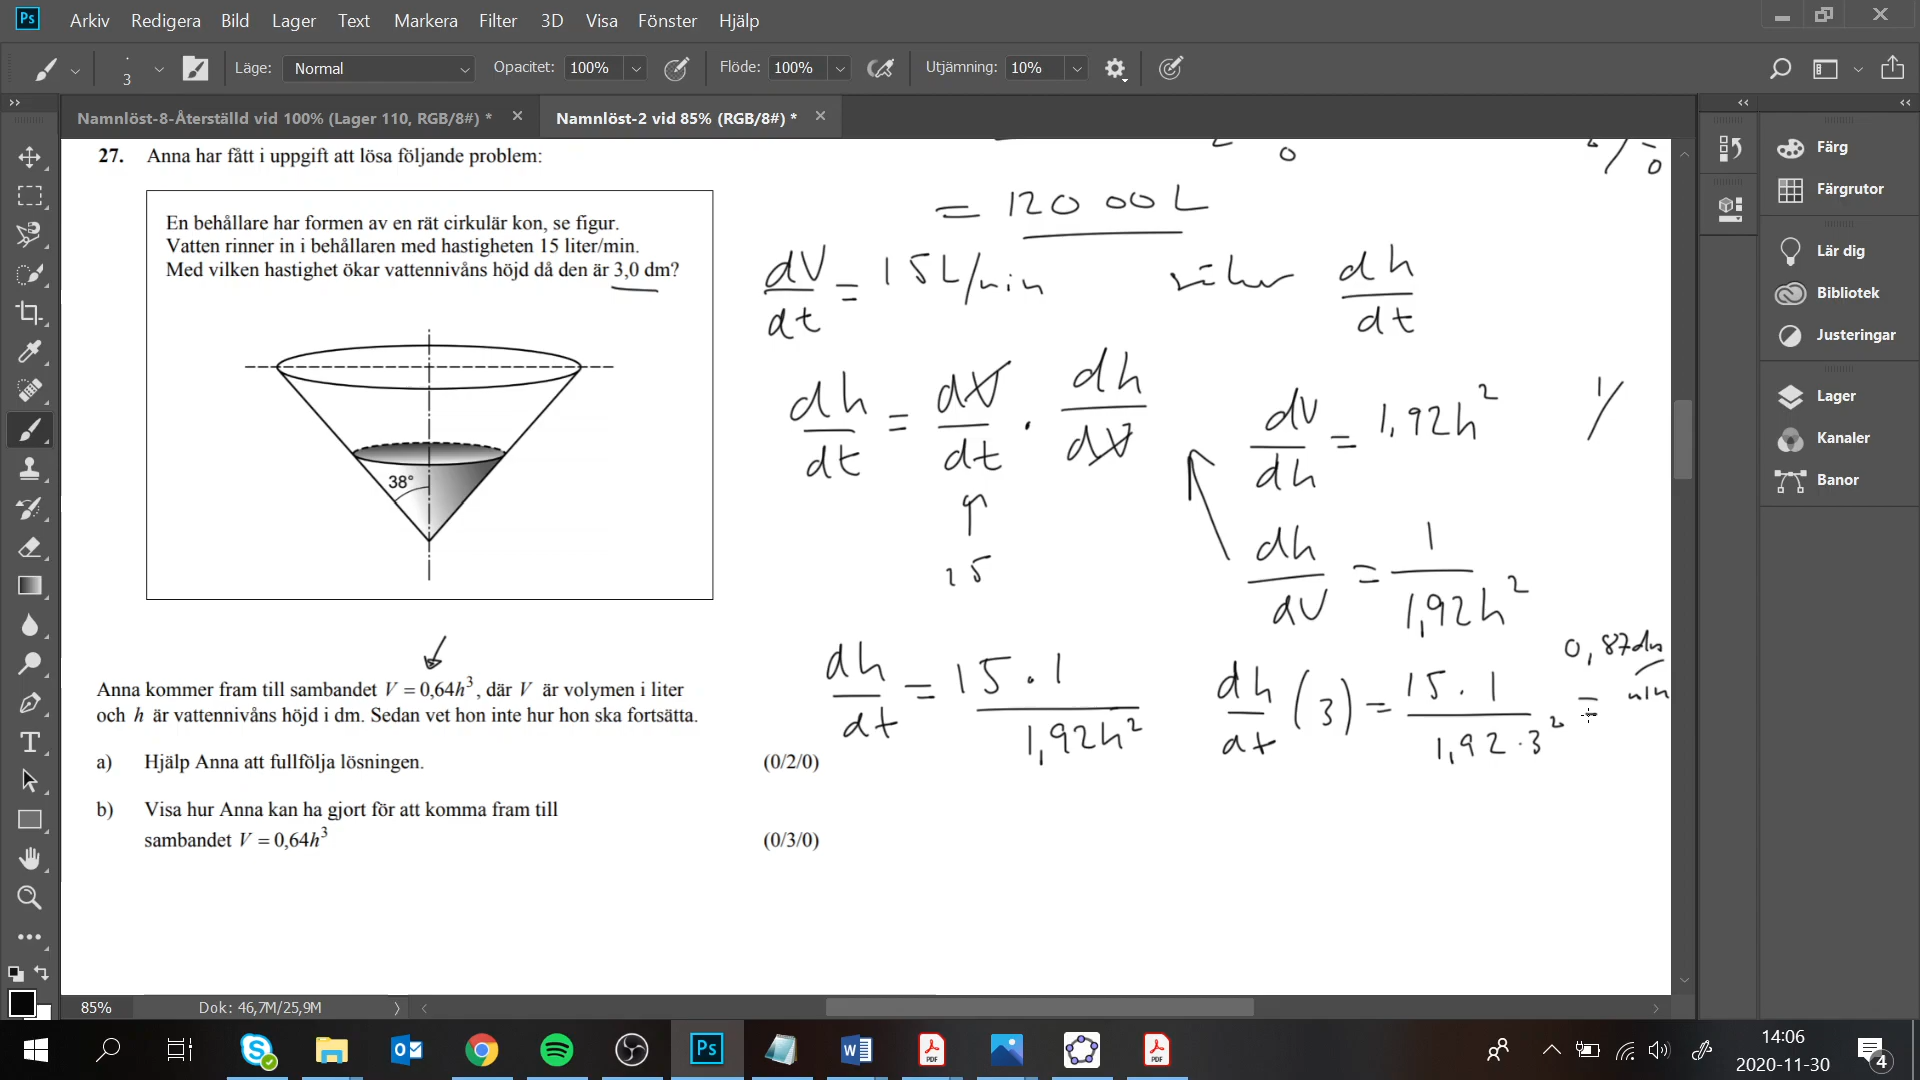 Ps Arkiv Redigera Bild Lager Text Markera Filter 3D Visa Fönster Hjälp
3 Läge: Normal Opacitet: 100% Flöde: 100% Utjämning: 10%
Namnlöst-8-Återställd vid 100% (Lager 110, RGB/8#) * × Namnlöst-2 vid 85% (RGB/8#) * ×
27. Anna har fått i uppgift att lösa följande problem:
En behållare har formen av en rät cirkulär kon, se figur.
Vatten rinner in i behållaren med hastigheten 15 liter/min.
Med vilken hastighet ökar vattennivåns höjd då den är 3,0 dm?
38°
Anna kommer fram till sambandet V = 0,64h³, där V är volymen i liter
och h är vattennivåns höjd i dm. Sedan vet hon inte hur hon ska fortsätta.
a) Hjälp Anna att fullfölja lösningen. (0/2/0)
b) Visa hur Anna kan ha gjort för att komma fram till
sambandet V = 0,64h³ (0/3/0)
= 120 00 L
dV/dt = 15 L/min söker dh/dt
dh/dt = dV/dt · dh/dV
15
dV/dh = 1,92h²
dh/dV = 1/1,92h²
dh/dt = 15·1/1,92h²
dh/dt (3) = 15·1/1,92·3² = 0,87 dm/min
Färg
Färgrutor
Lär dig
Bibliotek
Justeringar
Lager
Kanaler
Banor
85% Dok: 46,7M/25,9M
14:06
2020-11-30
4